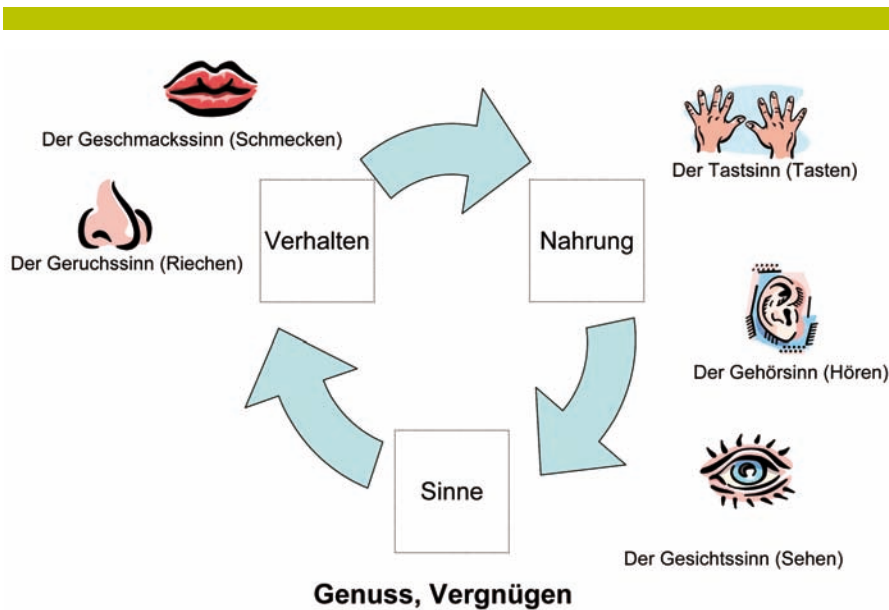 Der Geschmackssinn (Schmecken)
Der Tastsinn (Tasten)
Verhalten
Nahrung
Der Geruchssinn (Riechen)
Der Gehörsinn (Hören)
Sinne
Der Gesichtssinn (Sehen)
Genuss, Vergnügen